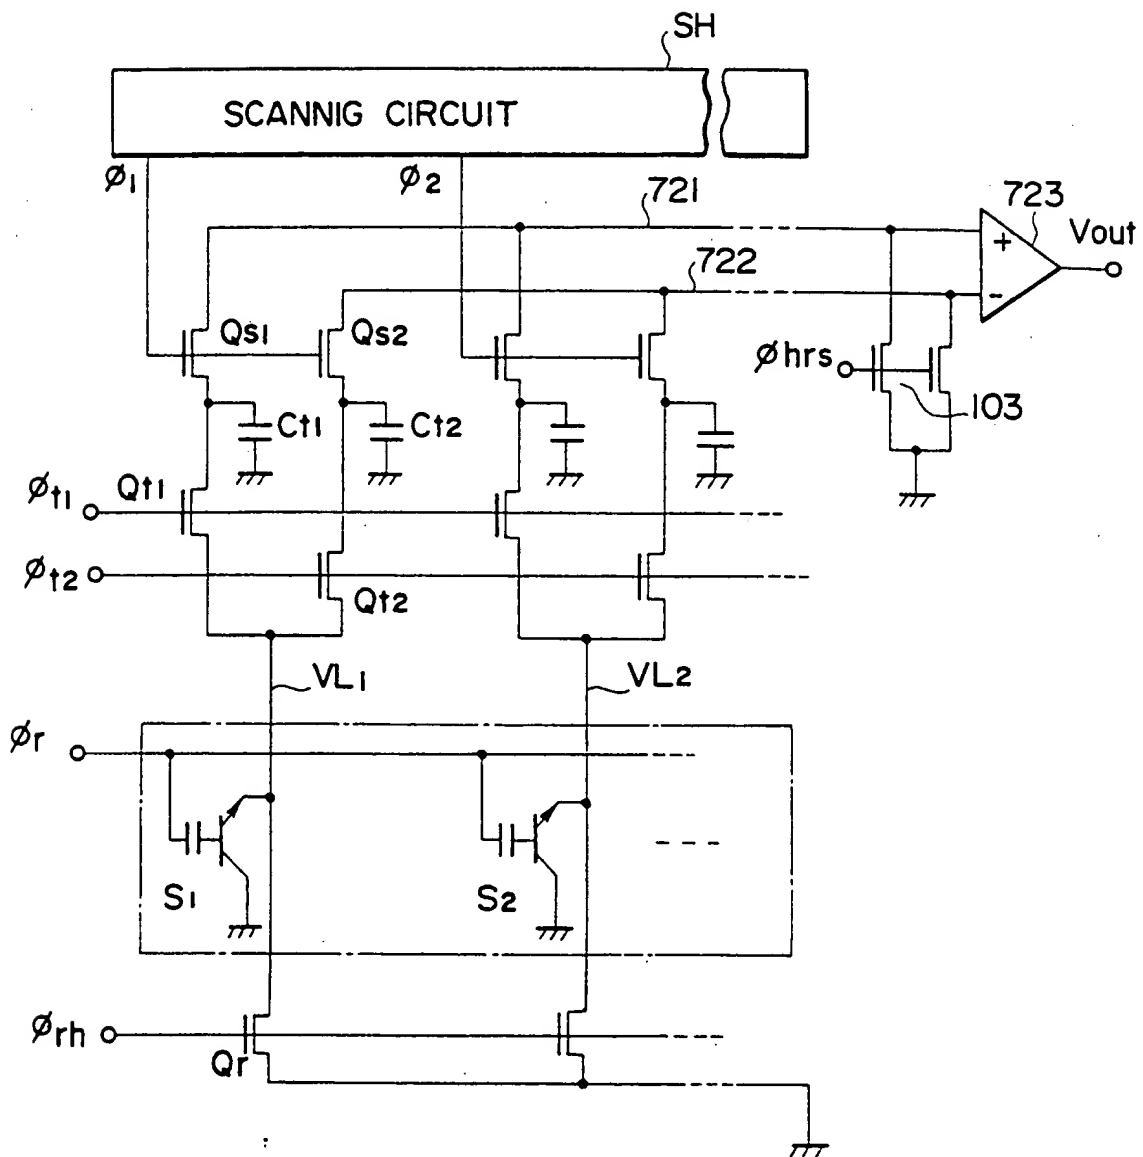 SH
SCANNIG CIRCUIT
ø1
ø2
721
723
Vout
+
722
-
Qs1
Qs2
øhrs
103
Ct1
Ct2
Qt1
øt1
øt2
Qt2
VL1
VL2
ør
S1
S2
ørh
Qr